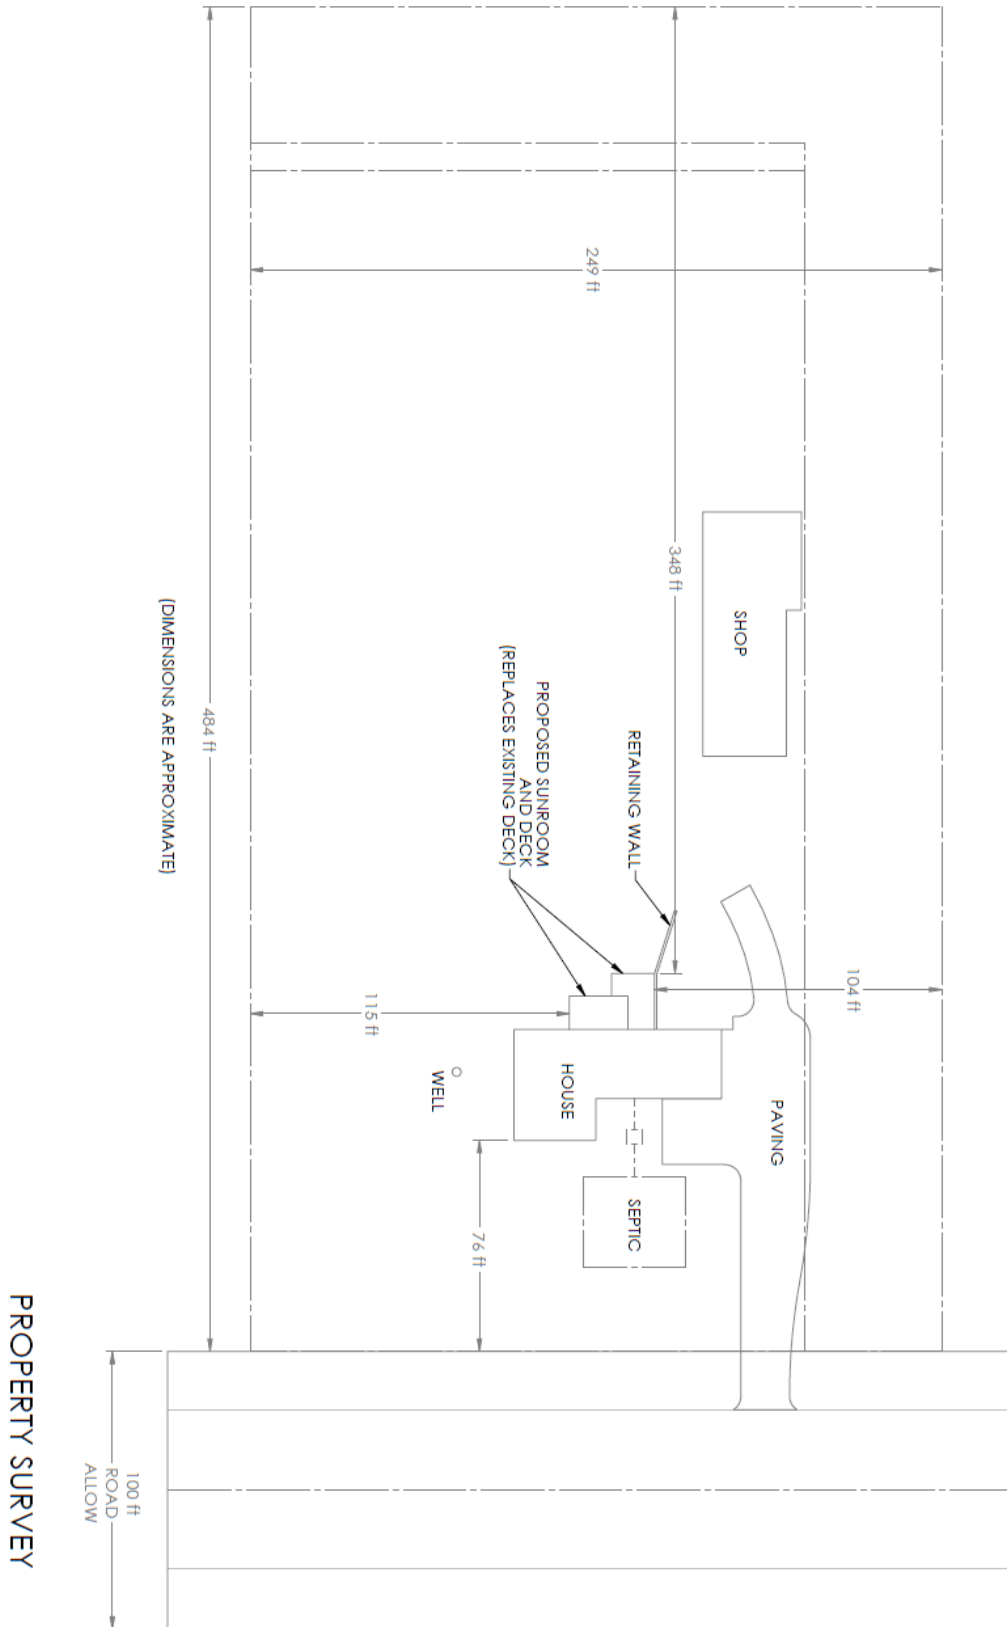 249 ft
348 ft
SHOP
484 ft
(DIMENSIONS ARE APPROXIMATE)
PROPOSED SUNROOM
AND DECK
(REPLACES EXISTING DECK)
RETAINING WALL
104 ft
115 ft
WELL
HOUSE
PAVING
SEPTIC
76 ft
100 ft
ROAD
ALLOW
PROPERTY SURVEY